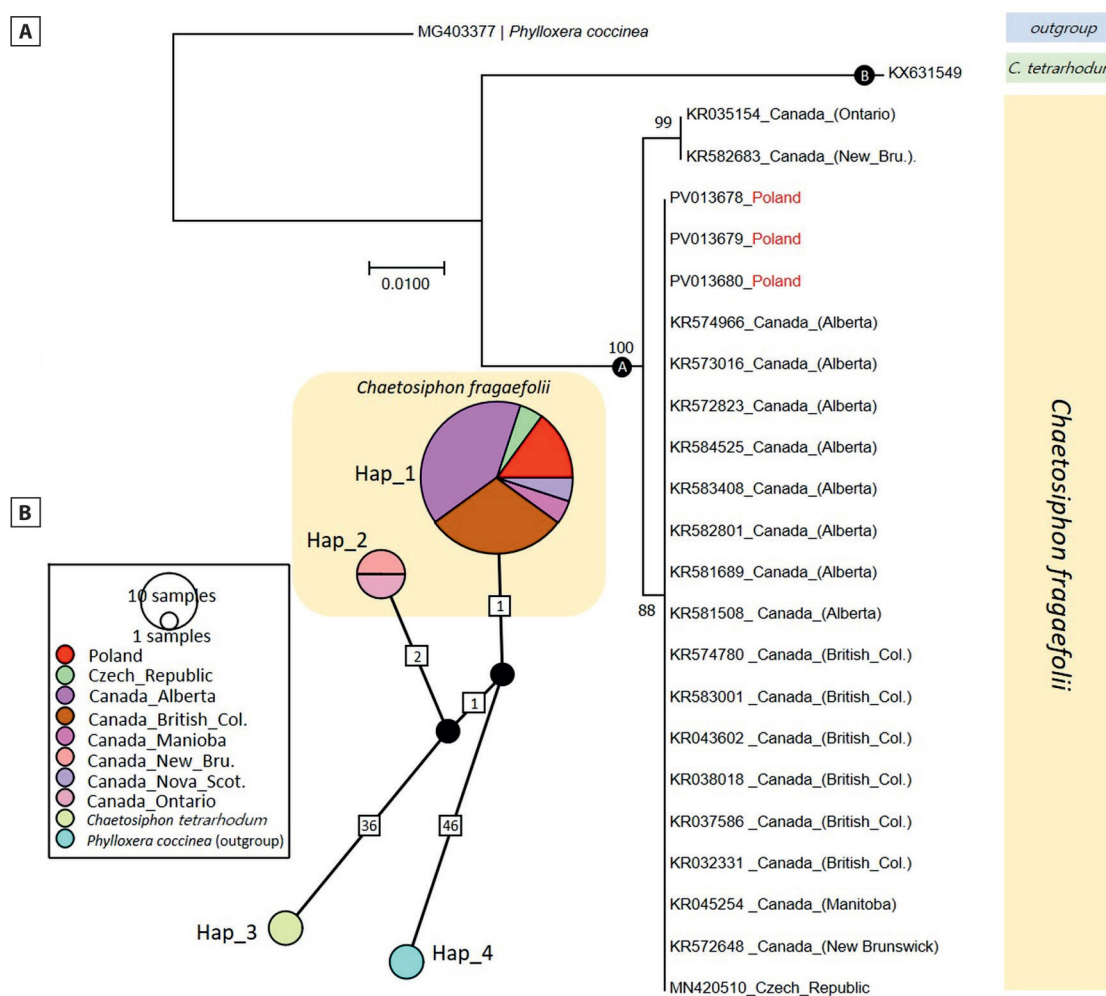 A
MG403377 | Phylloxera coccinea
outgroup
C. tetrarhodum
B
KX631549
KR035154_Canada_(Ontario)
99
KR582683_Canada_(New_Bru.).
PV013678_Poland
PV013679_Poland
PV013680_Poland
0.0100
KR574966_Canada_(Alberta)
100
A
KR573016_Canada_(Alberta)
KR572823_Canada_(Alberta)
KR584525_Canada_(Alberta)
KR583408_Canada_(Alberta)
KR582801_Canada_(Alberta)
KR581689_Canada_(Alberta)
KR581508_Canada_(Alberta)
88
KR574780 _Canada_(British_Col.)
KR583001 _Canada_(British_Col.)
KR043602 _Canada_(British_Col.)
KR038018 _Canada_(British_Col.)
KR037586 _Canada_(British_Col.)
KR032331 _Canada_(British_Col.)
KR045254 _Canada_(Manitoba)
KR572648 _Canada_(New Brunswick)
MN420510_Czech_Republic
Chaetosiphon fragaefolii
B
Chaetosiphon fragaefolii
Hap_1
Hap_2
1
2
1
36
46
Hap_3
Hap_4
10 samples
1 samples
Poland
Czech_Republic
Canada_Alberta
Canada_British_Col.
Canada_Manioba
Canada_New_Bru.
Canada_Nova_Scot.
Canada_Ontario
Chaetosiphon tetrarhodum
Phylloxera coccinea (outgroup)